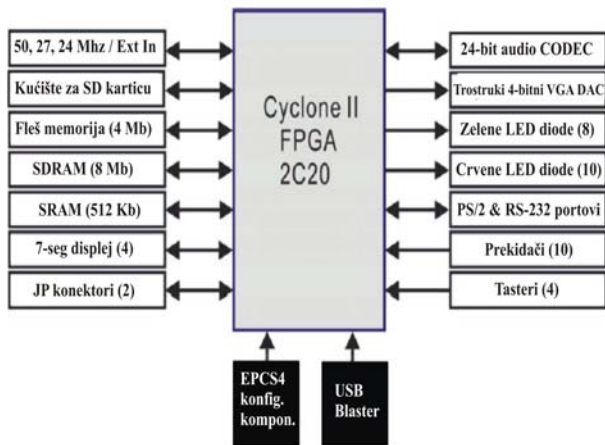 50, 27, 24 Mhz / Ext In
Kućište za SD karticu
Fleš memorija (4 Mb)
SDRAM (8 Mb)
SRAM (512 Kb)
7-seg displej (4)
JP konektori (2)
Cyclone II
FPGA
2C20
24-bit audio CODEC
Trostruki 4-bitni VGA DAC
Zelene LED diode (8)
Crvene LED diode (10)
PS/2 & RS-232 portovi
Prekidači (10)
Tasteri (4)
EPCS4
konfig.
kompon.
USB
Blaster